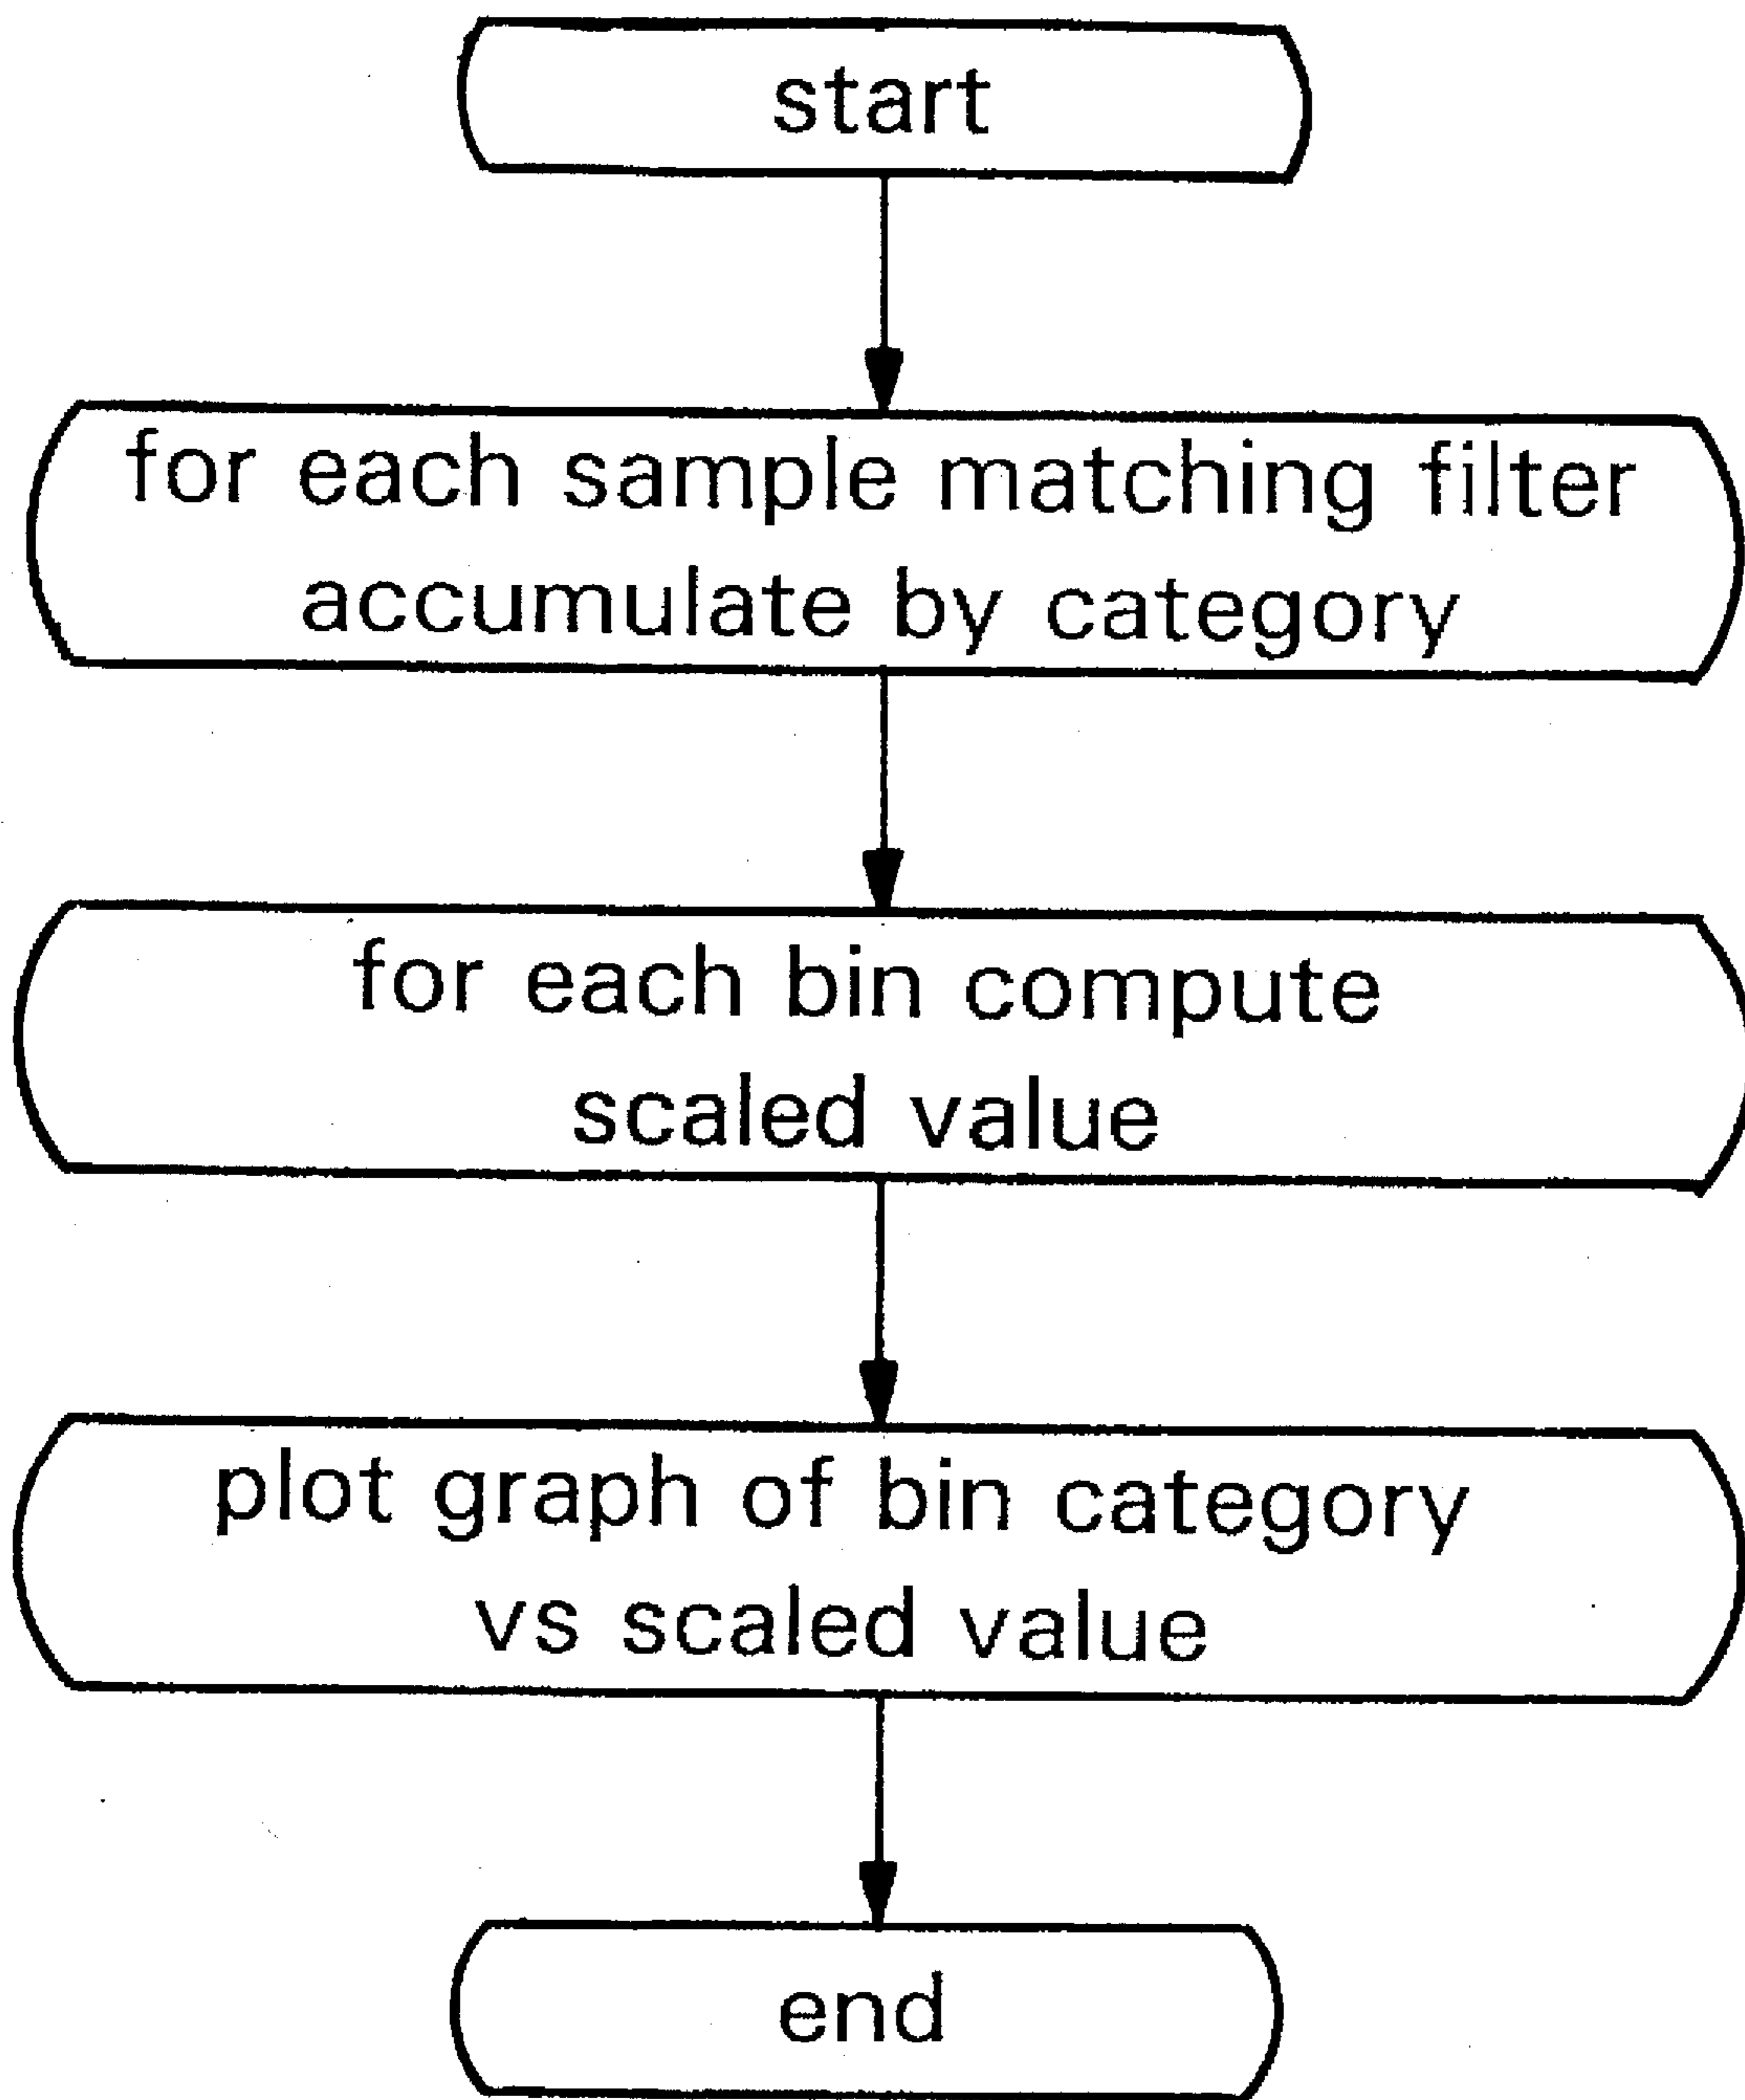 start
for each sample matching filter
accumulate by category
for each bin compute
scaled value
plot graph of bin category
vs scaled value
end